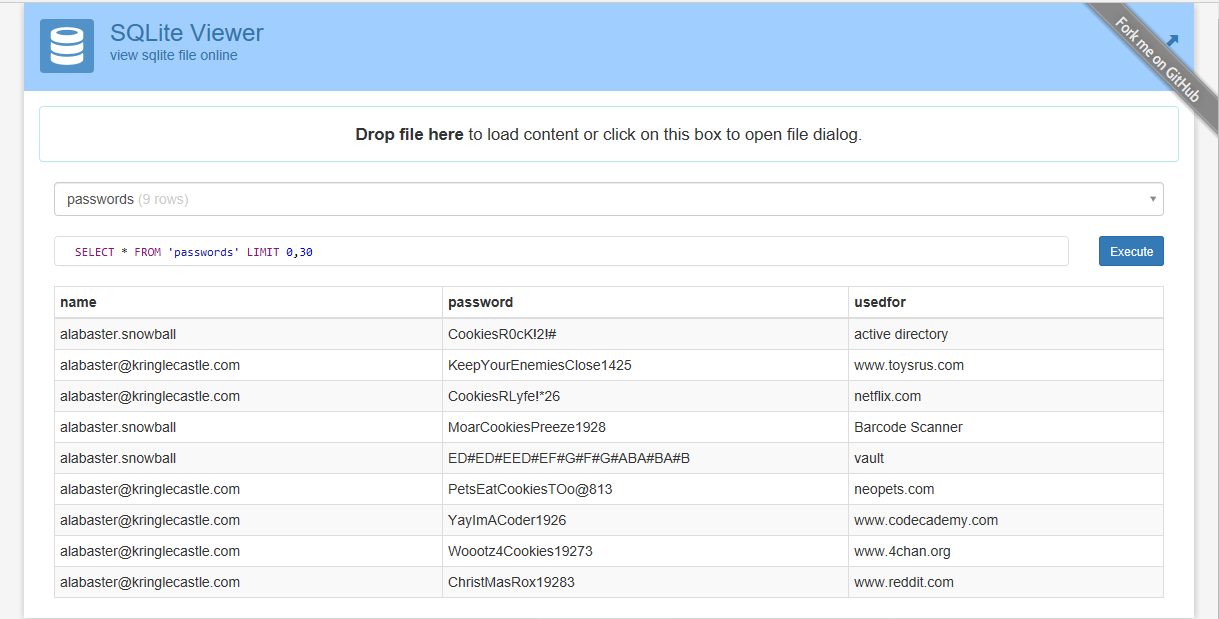 SQLite Viewer
view sqlite file online
Fork me on GitHub
Drop file here to load content or click on this box to open file dialog.
passwords (9 rows)
SELECT * FROM 'passwords' LIMIT 0,30
Execute
name password usedfor
alabaster.snowball CookiesR0cK!2!# active directory
alabaster@kringlecastle.com KeepYourEnemiesClose1425 www.toysrus.com
alabaster@kringlecastle.com CookiesRLyfe!*26 netflix.com
alabaster.snowball MoarCookiesPreeze1928 Barcode Scanner
alabaster.snowball ED#ED#EED#EF#G#F#G#ABA#BA#B vault
alabaster@kringlecastle.com PetsEatCookiesTOo@813 neopets.com
alabaster@kringlecastle.com YayImACoder1926 www.codecademy.com
alabaster@kringlecastle.com Woootz4Cookies19273 www.4chan.org
alabaster@kringlecastle.com ChristMasRox19283 www.reddit.com